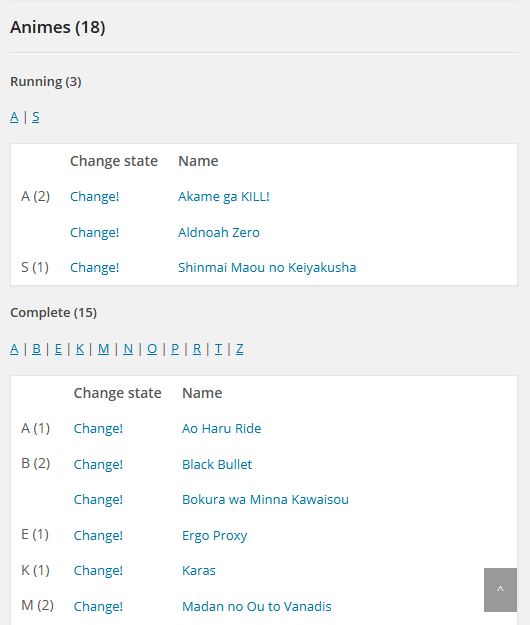 Animes (18)
Running (3)
A | S
Change state Name
A (2) Change! Akame ga KILL!
Change! Aldnoah Zero
S (1) Change! Shinmai Maou no Keiyakusha
Complete (15)
A | B | E | K | M | N | O | P | R | T | Z
Change state Name
A (1) Change! Ao Haru Ride
B (2) Change! Black Bullet
Change! Bokura wa Minna Kawaisou
E (1) Change! Ergo Proxy
K (1) Change! Karas
M (2) Change! Madan no Ou to Vanadis
^